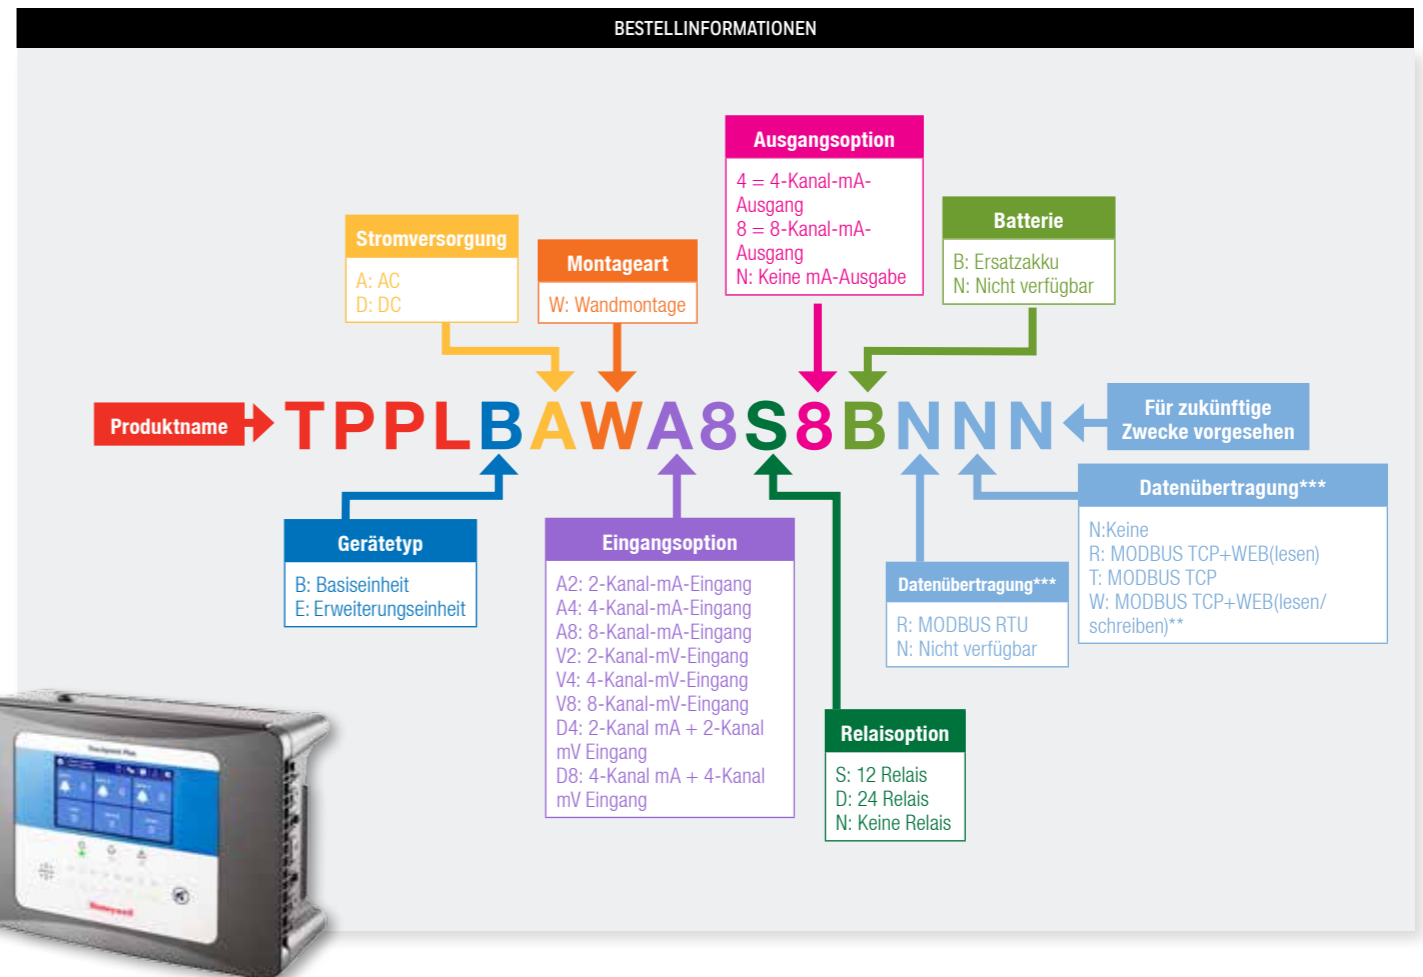 BESTELLINFORMATIONEN
Ausgangsoption
4 = 4-Kanal-mA-
Ausgang
8 = 8-Kanal-mA-
Ausgang
N: Keine mA-Ausgabe
Batterie
B: Ersatzakku
N: Nicht verfügbar
Stromversorgung
A: AC
D: DC
Montageart
W: Wandmontage
Produktname
TPPLBAWA8S8BNNN
Für zukünftige
Zwecke vorgesehen
Gerätetyp
B: Basiseinheit
E: Erweiterungseinheit
Eingangsoption
A2: 2-Kanal-mA-Eingang
A4: 4-Kanal-mA-Eingang
A8: 8-Kanal-mA-Eingang
V2: 2-Kanal-mV-Eingang
V4: 4-Kanal-mV-Eingang
V8: 8-Kanal-mV-Eingang
D4: 2-Kanal mA + 2-Kanal
mV Eingang
D8: 4-Kanal mA + 4-Kanal
mV Eingang
Relaisoption
S: 12 Relais
D: 24 Relais
N: Keine Relais
Datenübertragung***
R: MODBUS RTU
N: Nicht verfügbar
Datenübertragung***
N:Keine
R: MODBUS TCP+WEB(lesen)
T: MODBUS TCP
W: MODBUS TCP+WEB(lesen/
schreiben)**
Touchpoint Plus
Honeywell